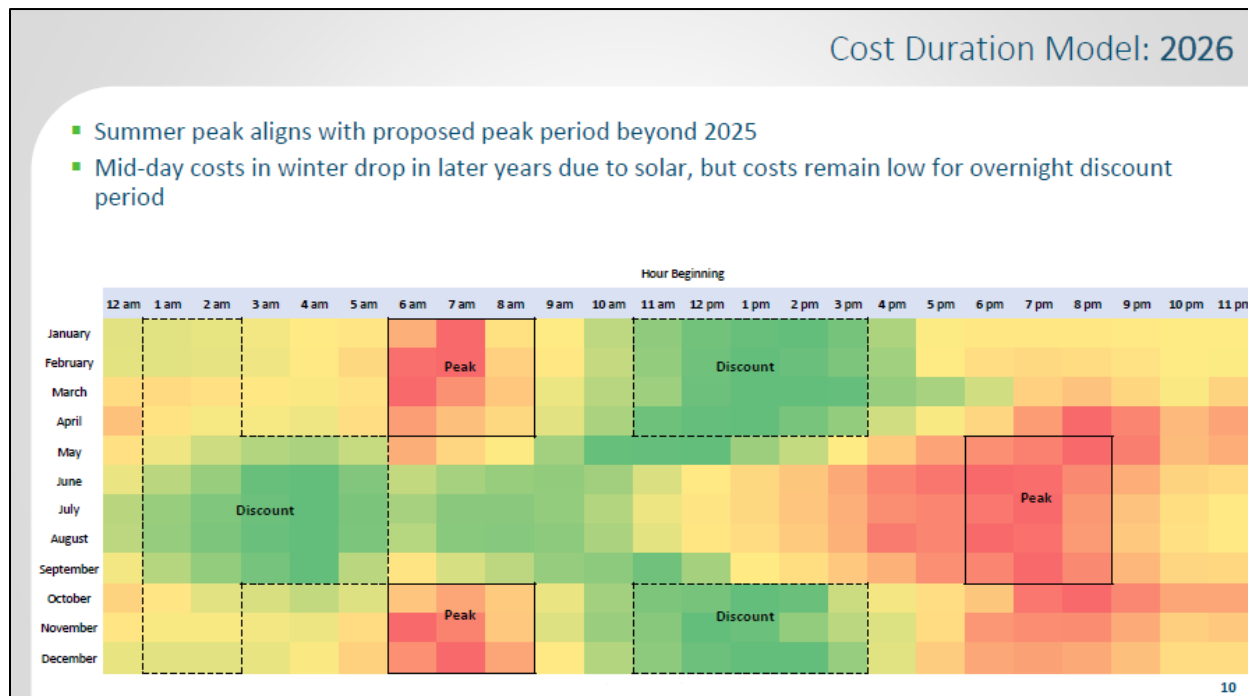 Cost Duration Model: 2026
▪ Summer peak aligns with proposed peak period beyond 2025
▪ Mid-day costs in winter drop in later years due to solar, but costs remain low for overnight discount
period
Hour Beginning
12 am 1 am 2 am 3 am 4 am 5 am 6 am 7 am 8 am 9 am 10 am 11 am 12 pm 1 pm 2 pm 3 pm 4 pm 5 pm 6 pm 7 pm 8 pm 9 pm 10 pm 11 pm
January
February Peak Discount
March
April
May
June
July Discount Peak
August
September
October
November Peak Discount
December
10